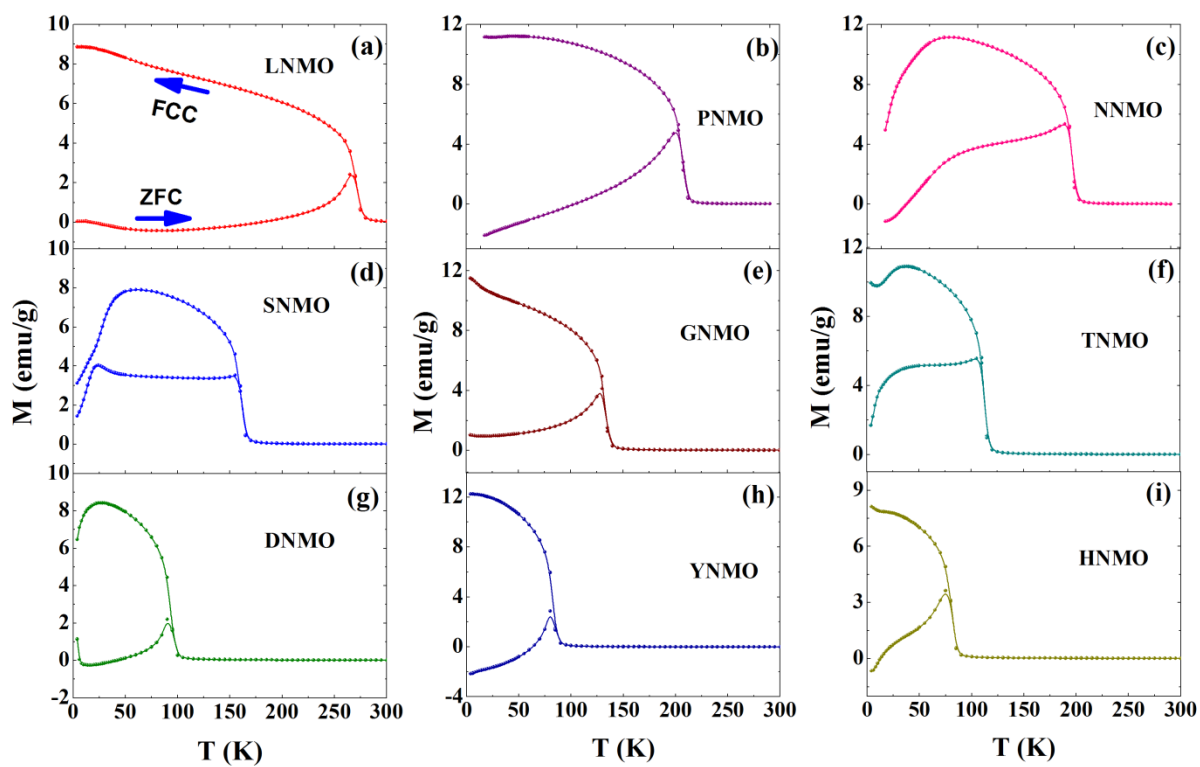 10
8
6
4
2
0
(a)
LNMO
FCC
ZFC
12
8
4
0
(b)
PNMO
12
8
4
0
(c)
NNMO
10
8
6
4
2
0
(d)
SNMO
12
8
4
0
(e)
GNMO
12
10
5
0
(f)
TNMO
M (emu/g)
M (emu/g)
M (emu/g)
10
8
6
4
2
0
-2
(g)
DNMO
12
8
4
0
-4
(h)
YNMO
9
6
3
0
(i)
HNMO
0 50 100 150 200 250 300
0 50 100 150 200 250 300
0 50 100 150 200 250 300
T (K)
T (K)
T (K)